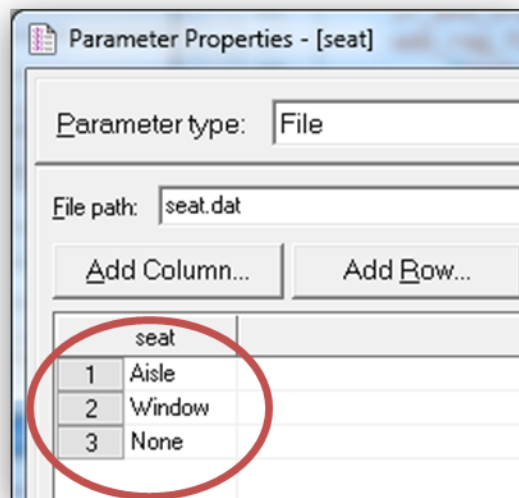 Parameter Properties - [seat]
Parameter type: File
File path: seat.dat
Add Column... Add Row...
seat
1 Aisle
2 Window
3 None